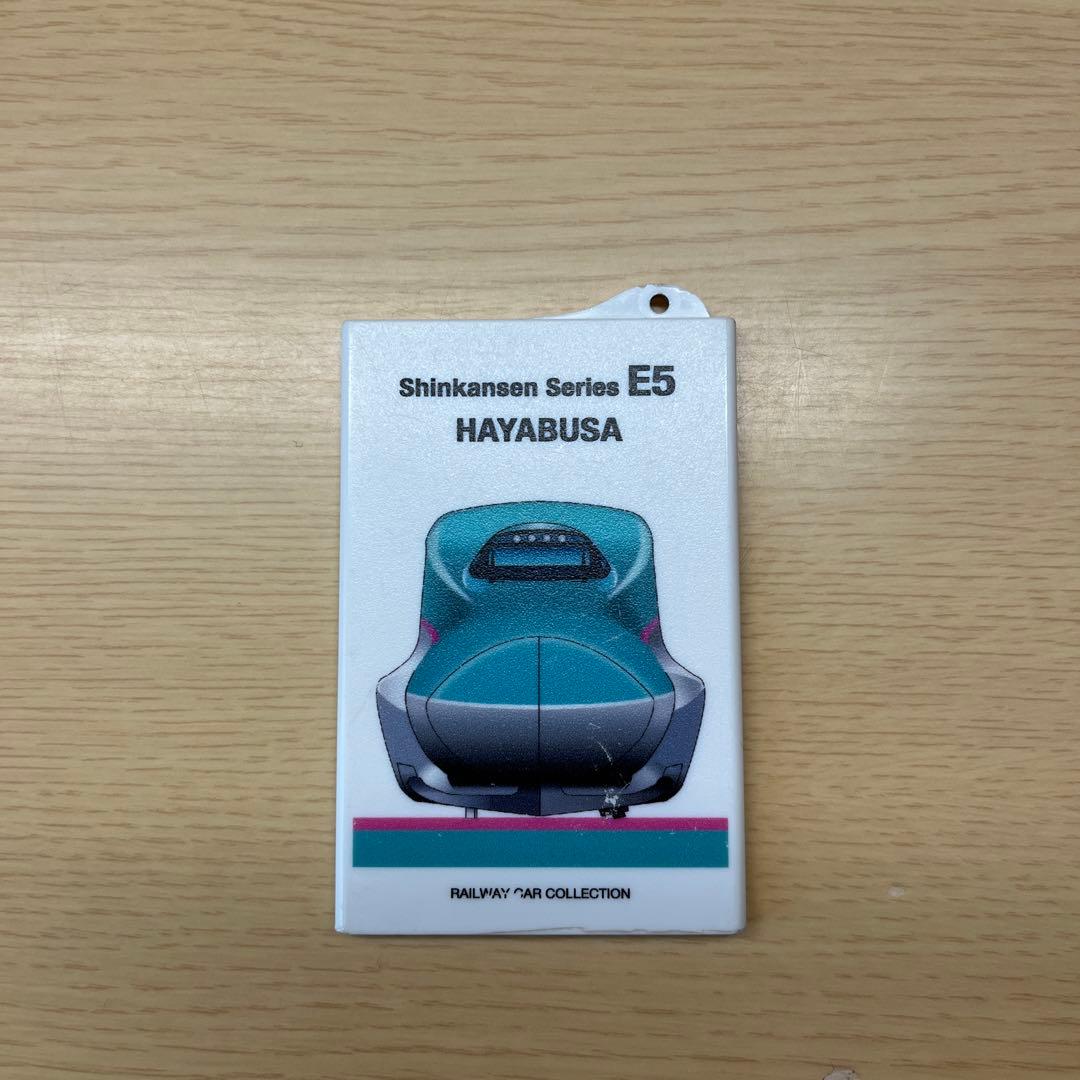 Shinkansen Series E5
HAYABUSA
RAILWAY CAR COLLECTION